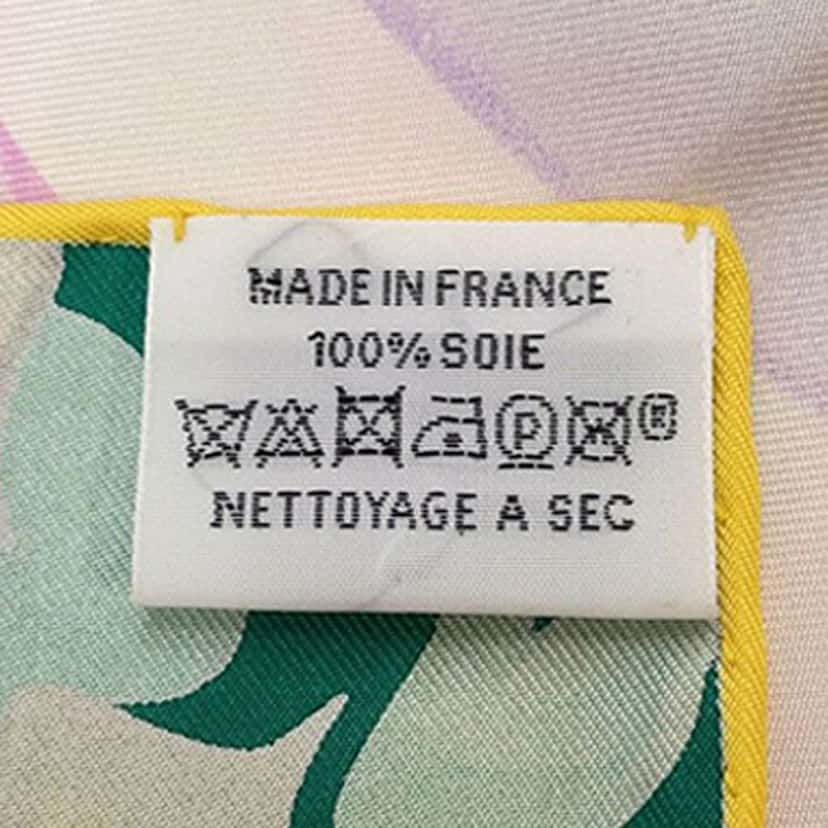 MADE IN FRANCE
100% SOIE
P ®
NETTOYAGE A SEC